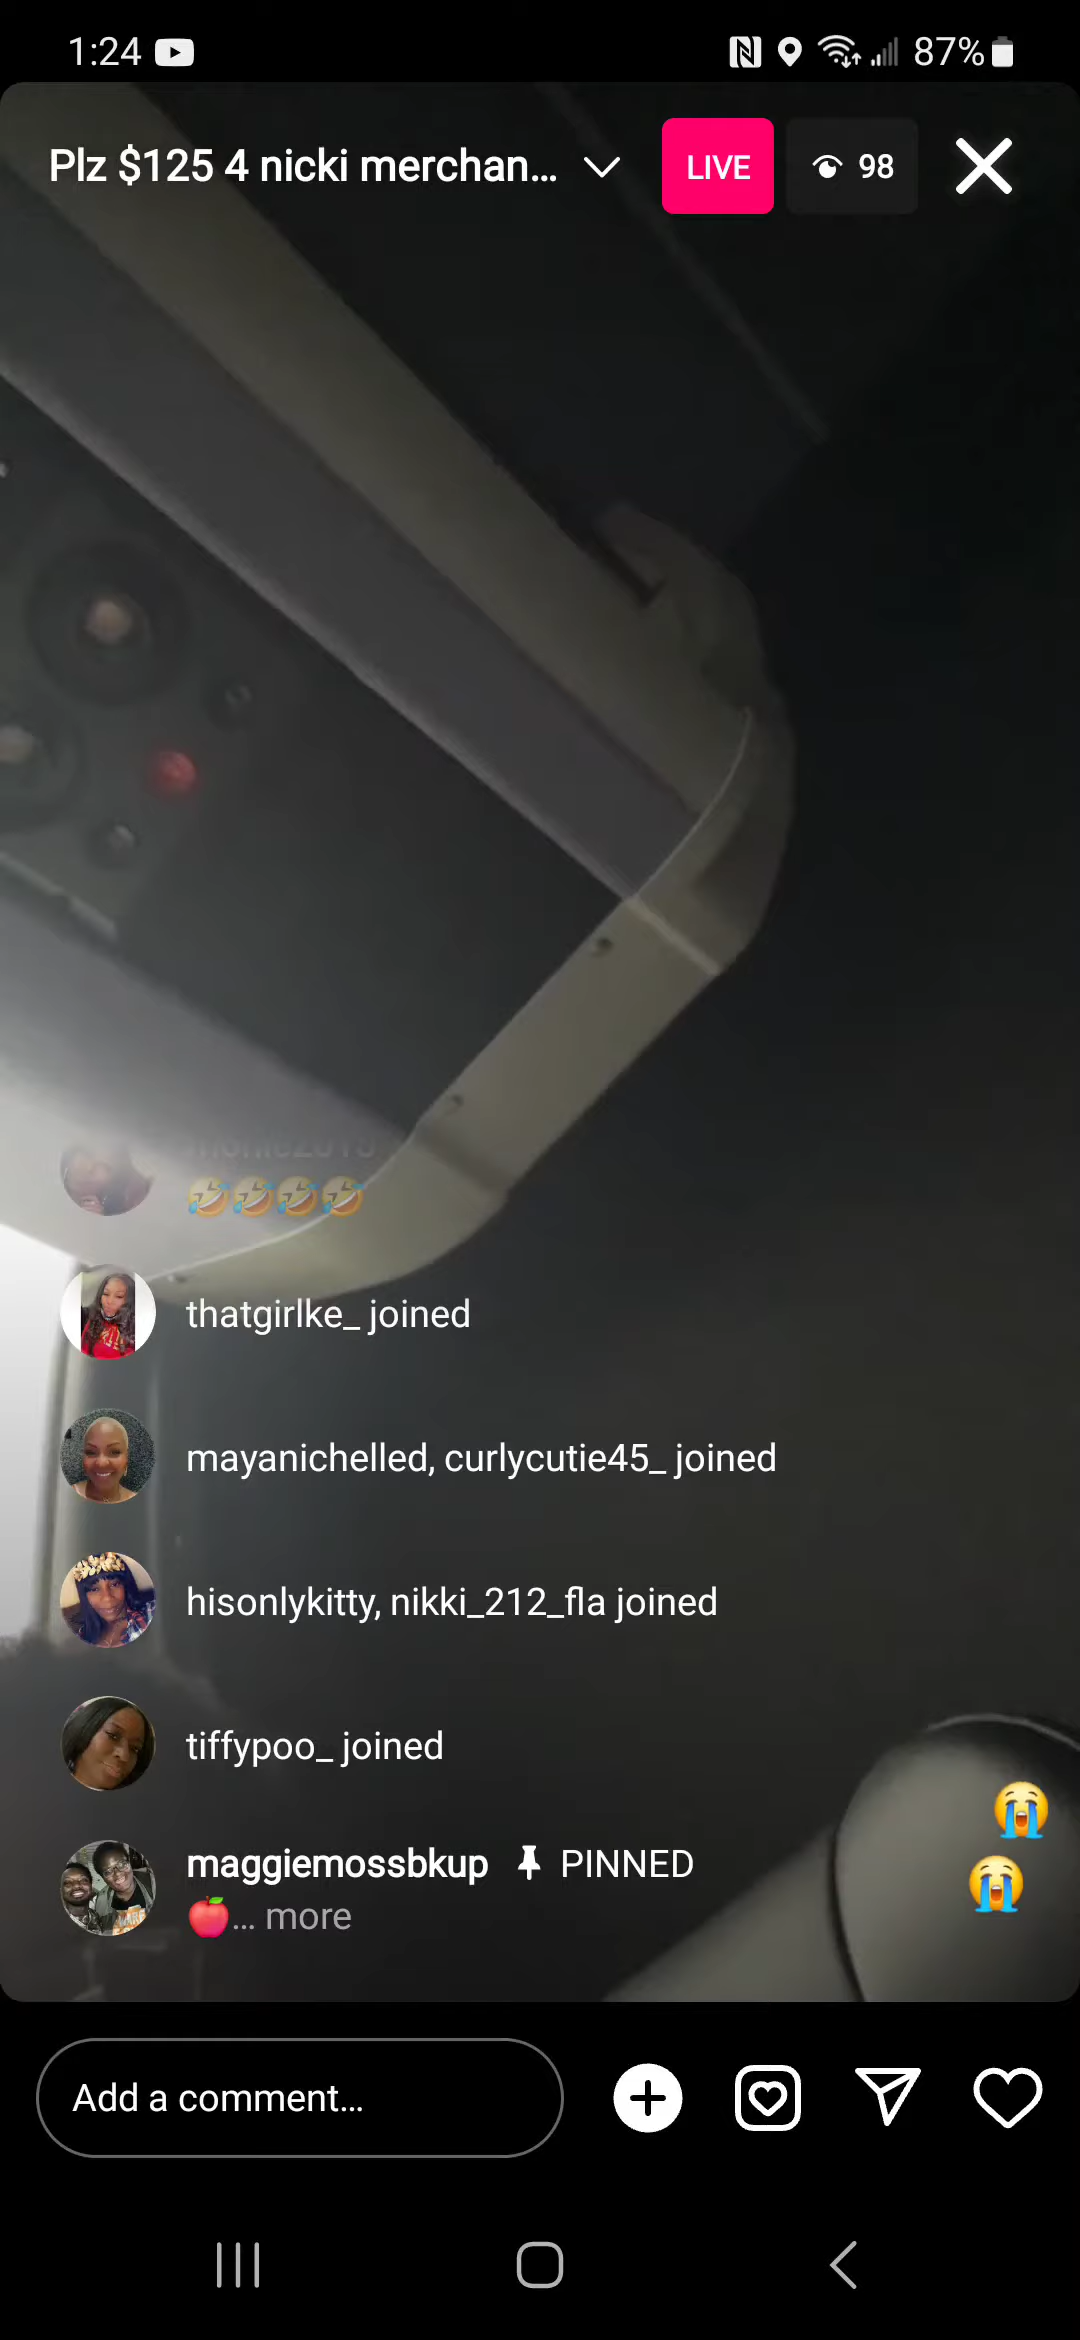 1:24
87%
Plz $125 4 nicki merchan...
LIVE
98
thatgirlke_ joined
mayanichelled, curlycutie45_ joined
hisonlykitty, nikki_212_fla joined
tiffypoo_ joined
maggiemossbkup PINNED
... more
Add a comment...